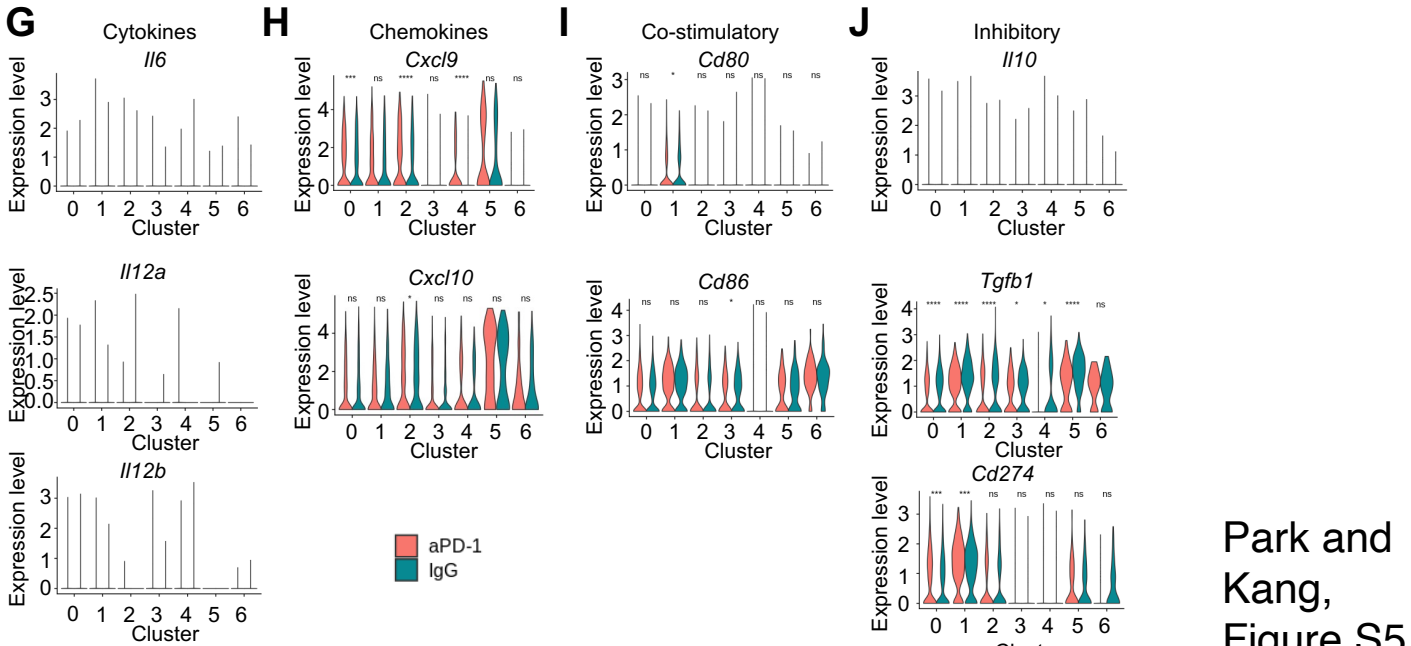 G
Cytokines
Il6
Expression level
3
2
1
0
0 1 2 3 4 5 6
Cluster
Il12a
Expression level
2.5
2.0
1.5
1.0
0.5
0.0
0 1 2 3 4 5 6
Cluster
Il12b
Expression level
3
2
1
0
0 1 2 3 4 5 6
Cluster
H
Chemokines
Cxcl9
Expression level
*** ns **** ns **** ns ns
4
2
0
0 1 2 3 4 5 6
Cluster
Cxcl10
Expression level
ns ns * ns ns ns ns
4
2
0
0 1 2 3 4 5 6
Cluster
aPD-1
IgG
I
Co-stimulatory
Cd80
Expression level
ns * ns ns ns ns ns
3
2
1
0
0 1 2 3 4 5 6
Cluster
Cd86
Expression level
ns ns ns * ns ns ns
4
3
2
1
0
0 1 2 3 4 5 6
Cluster
J
Inhibitory
Il10
Expression level
3
2
1
0
0 1 2 3 4 5 6
Cluster
Tgfb1
Expression level
**** **** **** * * **** ns
4
3
2
1
0
0 1 2 3 4 5 6
Cluster
Cd274
Expression level
*** *** ns ns ns ns ns
3
2
1
0
0 1 2 3 4 5 6
Park and
Kang,
Figure S5